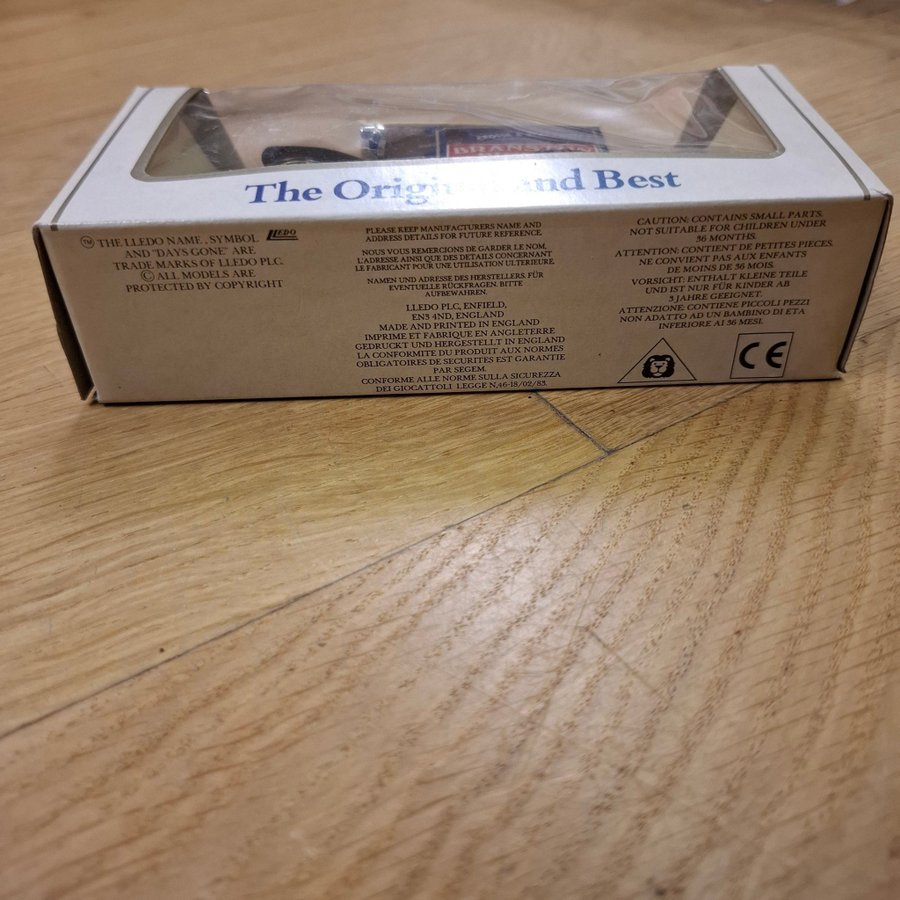 The Original and Best
™ THE LLEDO NAME, SYMBOL
AND "DAYS GONE" ARE
TRADE MARKS OF LLEDO PLC.
© ALL MODELS ARE
PROTECTED BY COPYRIGHT
LLEDO
PLEASE KEEP MANUFACTURERS NAME AND
ADDRESS DETAILS FOR FUTURE REFERENCE.
NOUS VOUS REMERCIONS DE GARDER LE NOM,
L'ADRESSE AINSI QUE DES DETAILS CONCERNANT
LE FABRICANT POUR UNE UTILISATION ULTERIEURE.
NAMEN UND ADRESSE DES HERSTELLERS. FÜR
EVENTUELLE RÜCKFRAGEN. BITTE
AUFBEWAHREN.
LLEDO PLC, ENFIELD,
EN3 4ND, ENGLAND
MADE AND PRINTED IN ENGLAND
IMPRIME ET FABRIQUE EN ANGLETERRE
GEDRUCKT UND HERGESTELLT IN ENGLAND
LA CONFORMITE DU PRODUIT AUX NORMES
OBLIGATOIRES DE SECURITES EST GARANTIE
PAR SEGEM.
CONFORME ALLE NORME SULLA SICUREZZA
DEI GIOCATTOLI LEGGE N,46-18/02/83.
CAUTION: CONTAINS SMALL PARTS.
NOT SUITABLE FOR CHILDREN UNDER
36 MONTHS.
ATTENTION: CONTIENT DE PETITES PIECES.
NE CONVIENT PAS AUX ENFANTS
DE MOINS DE 36 MOIS.
VORSICHT: ENTHALT KLEINE TEILE
UND IST NUR FÜR KINDER AB
3 JAHRE GEEIGNET.
ATTENZIONE: CONTIENE PICCOLI PEZZI
NON ADATTO AD UN BAMBINO DI ETA
INFERIORE AI 36 MESI.
CE